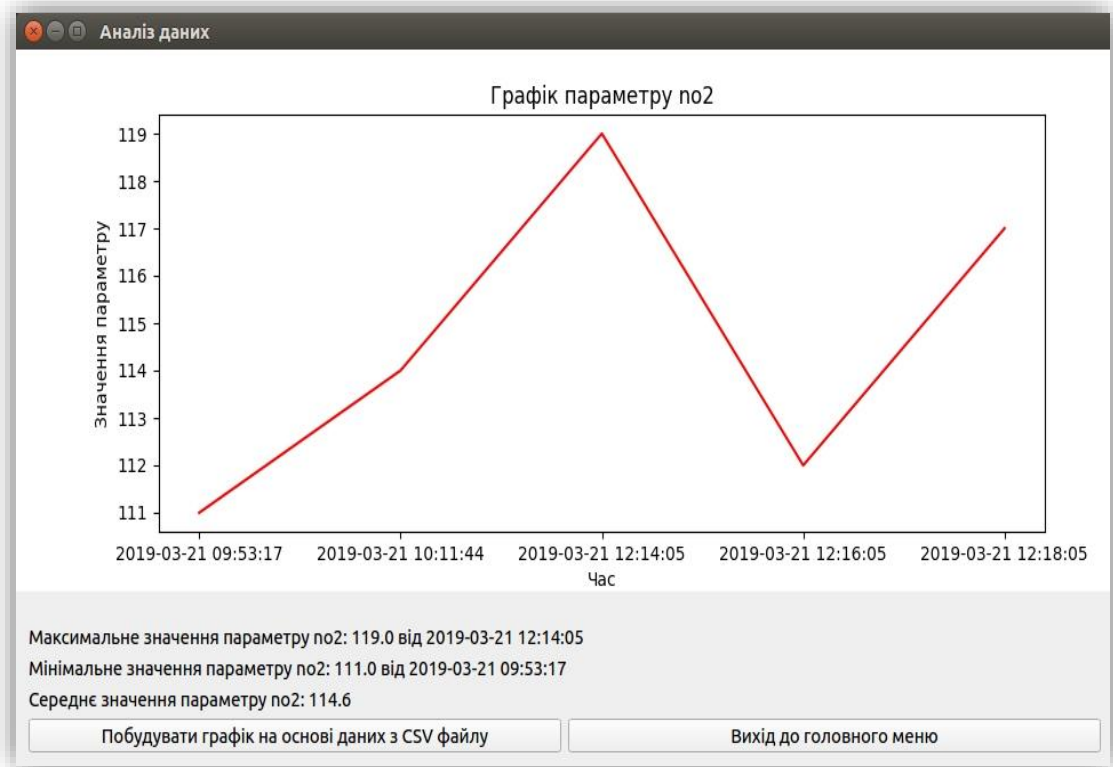 Аналіз даних
Графік параметру no2
119
118
117
116
115
114
113
112
111
Значення параметру
2019-03-21 09:53:17 2019-03-21 10:11:44 2019-03-21 12:14:05 2019-03-21 12:16:05 2019-03-21 12:18:05
Час
Максимальне значення параметру no2: 119.0 від 2019-03-21 12:14:05
Мінімальне значення параметру no2: 111.0 від 2019-03-21 09:53:17
Середнє значення параметру no2: 114.6
Побудувати графік на основі даних з CSV файлу
Вихід до головного меню